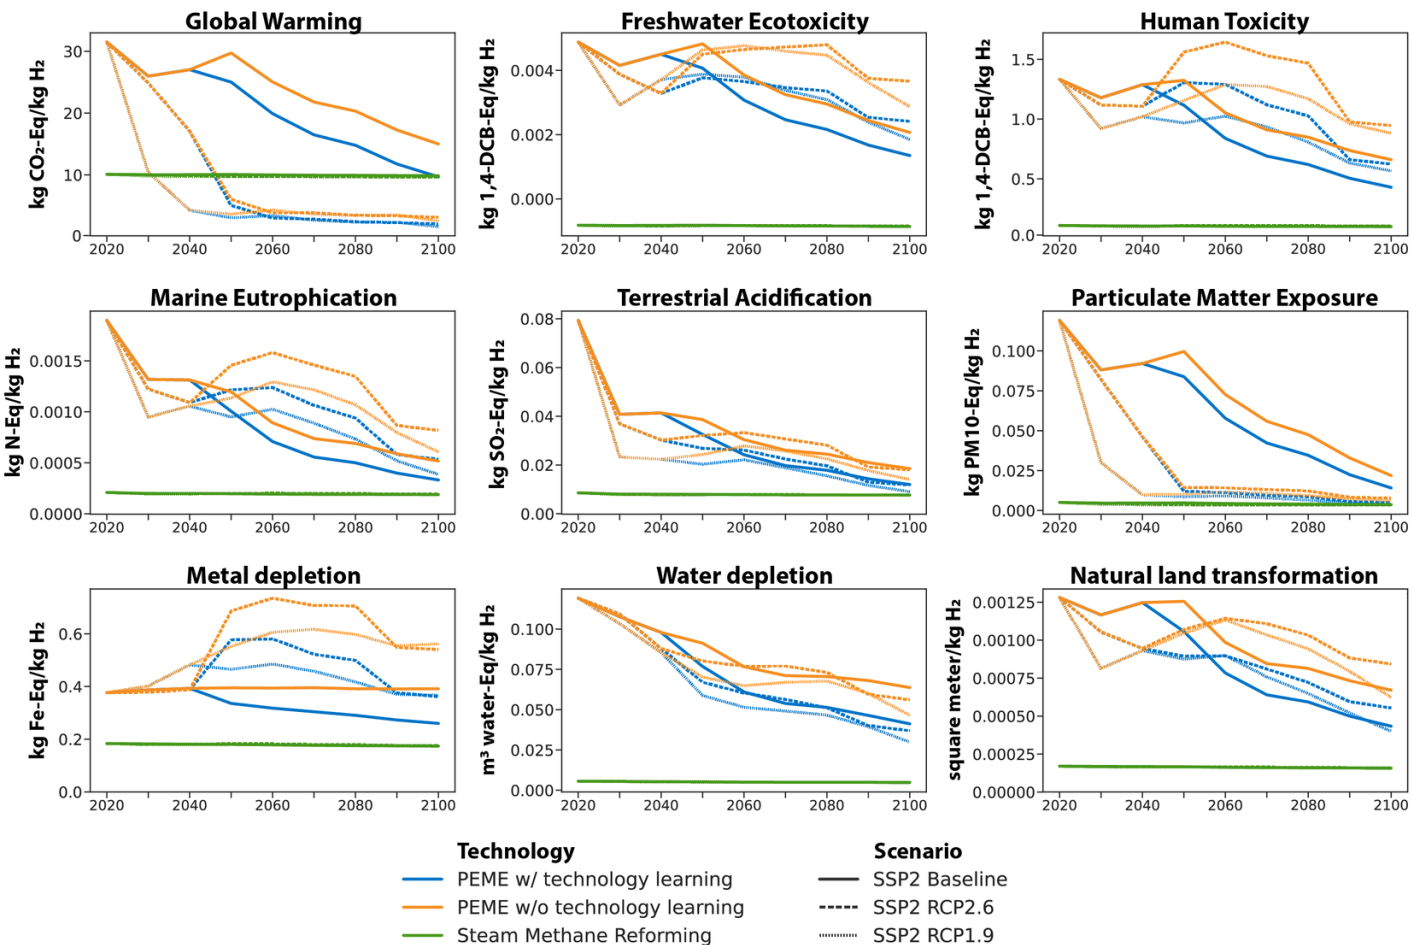 Global Warming
kg CO₂-Eq/kg H₂
30
20
10
0
2020 2040 2060 2080 2100
Freshwater Ecotoxicity
kg 1,4-DCB-Eq/kg H₂
0.004
0.002
0.000
2020 2040 2060 2080 2100
Human Toxicity
kg 1,4-DCB-Eq/kg H₂
1.5
1.0
0.5
0.0
2020 2040 2060 2080 2100
Marine Eutrophication
kg N-Eq/kg H₂
0.0015
0.0010
0.0005
0.0000
2020 2040 2060 2080 2100
Terrestrial Acidification
kg SO₂-Eq/kg H₂
0.08
0.06
0.04
0.02
0.00
2020 2040 2060 2080 2100
Particulate Matter Exposure
kg PM10-Eq/kg H₂
0.100
0.075
0.050
0.025
0.000
2020 2040 2060 2080 2100
Metal depletion
kg Fe-Eq/kg H₂
0.6
0.4
0.2
0.0
2020 2040 2060 2080 2100
Water depletion
m³ water-Eq/kg H₂
0.100
0.075
0.050
0.025
0.000
2020 2040 2060 2080 2100
Natural land transformation
square meter/kg H₂
0.00125
0.00100
0.00075
0.00050
0.00025
0.00000
2020 2040 2060 2080 2100
Technology
PEME w/ technology learning
PEME w/o technology learning
Steam Methane Reforming
Scenario
SSP2 Baseline
SSP2 RCP2.6
SSP2 RCP1.9